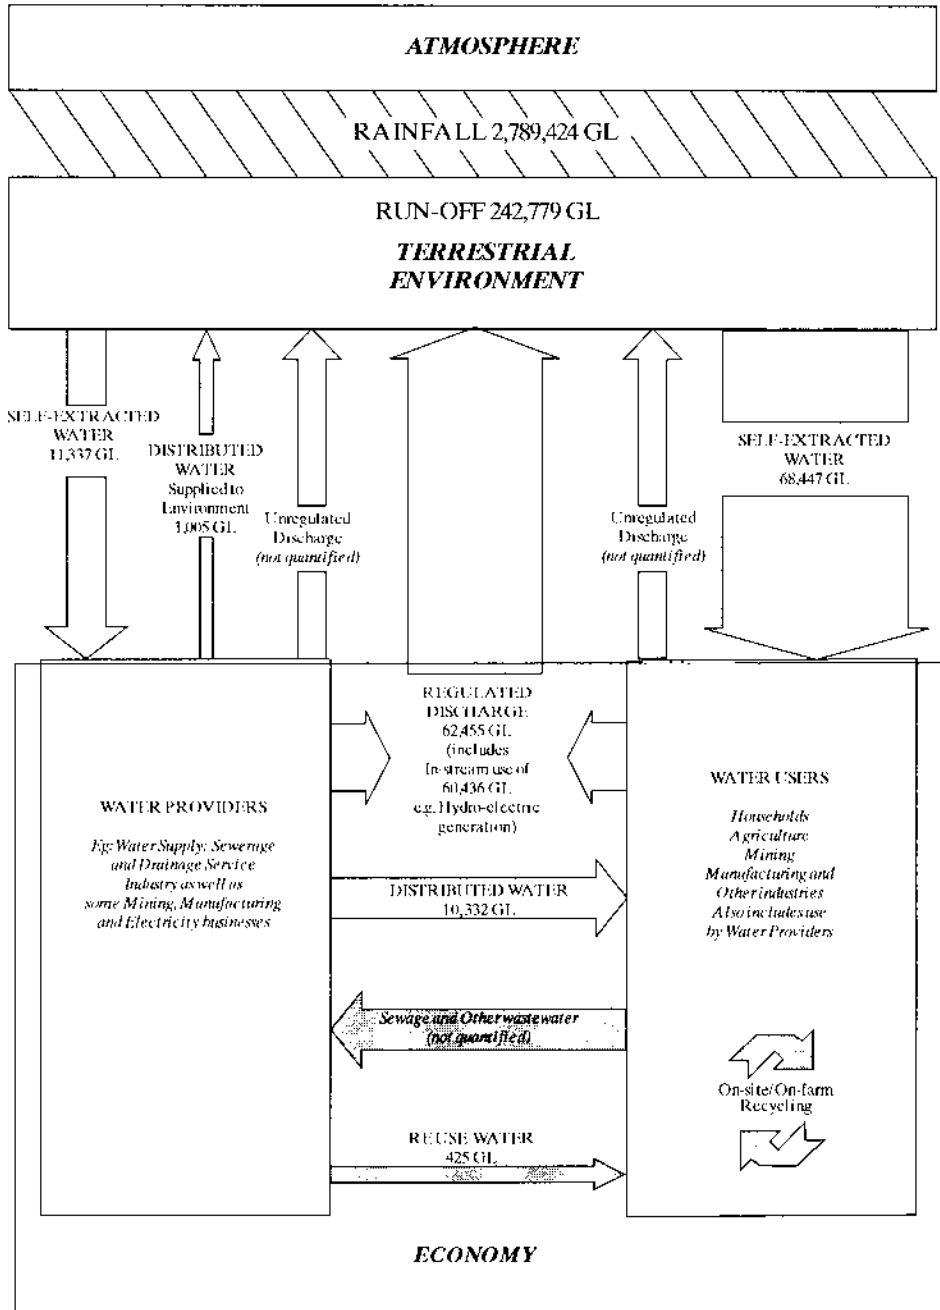 ATMOSPHERE
RAINFALL 2,789,424 GL
RUN-OFF 242,779 GL
TERRESTRIAL
ENVIRONMENT
SELF-EXTRACTED
WATER
11,337 GL
DISTRIBUTED
WATER
Supplied to
Environment
1,005 GL
Unregulated
Discharge
(not quantified)
Unregulated
Discharge
(not quantified)
SELF-EXTRACTED
WATER
68,447 GL
REGULATED
DISCHARGE
62,455 GL
(includes
In-stream use of
60,436 GL
e.g. Hydro-electric
generation)
WATER PROVIDERS
Eg: Water Supply; Sewerage
and Drainage Service
Industry as well as
some Mining, Manufacturing
and Electricity businesses
WATER USERS
Households
Agriculture
Mining
Manufacturing and
Other industries
Also includes use
by Water Providers
DISTRIBUTED WATER
10,332 GL
Sewage and Other wastewater
(not quantified)
On-site/On-farm
Recycling
REUSE WATER
425 GL
ECONOMY